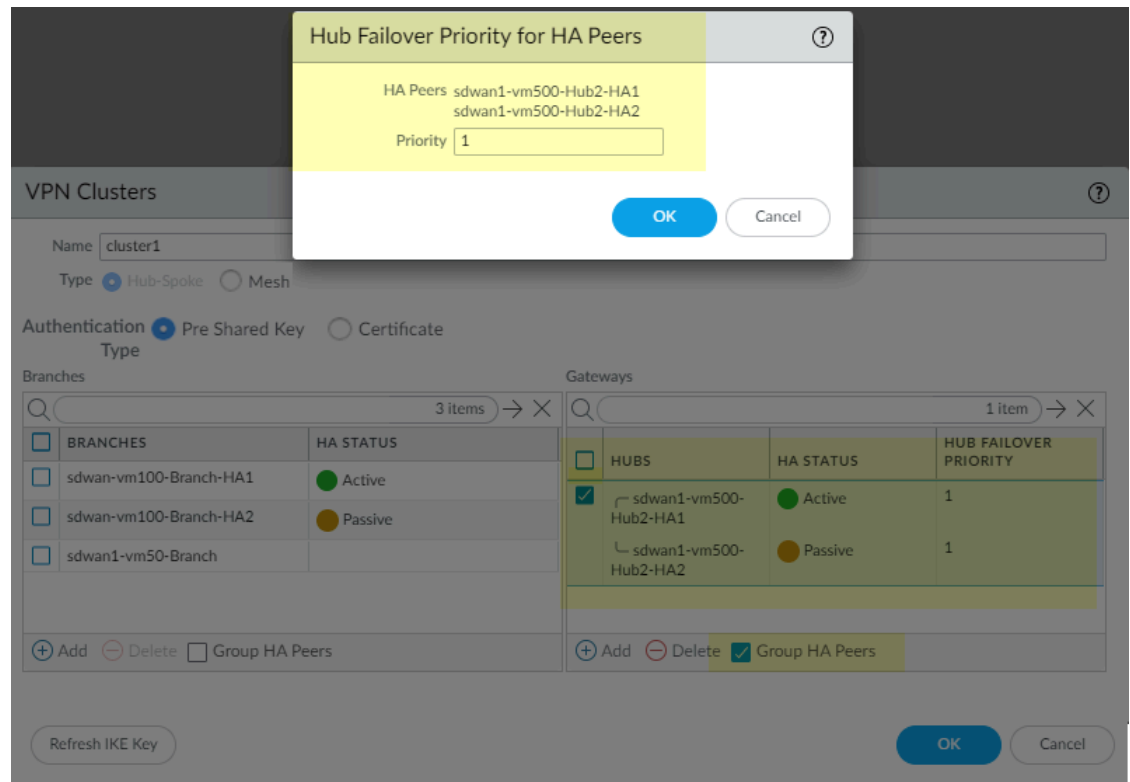 Hub Failover Priority for HA Peers
HA Peers sdwan1-vm500-Hub2-HA1
sdwan1-vm500-Hub2-HA2
Priority 1
OK Cancel
VPN Clusters
Name cluster1
Type Hub-Spoke Mesh
Authentication Type Pre Shared Key Certificate
Branches
3 items
BRANCHES HA STATUS
sdwan-vm100-Branch-HA1 Active
sdwan-vm100-Branch-HA2 Passive
sdwan1-vm50-Branch
Add Delete Group HA Peers
Gateways
1 item
HUBS HA STATUS HUB FAILOVER PRIORITY
sdwan1-vm500-Hub2-HA1 Active 1
sdwan1-vm500-Hub2-HA2 Passive 1
Add Delete Group HA Peers
Refresh IKE Key
OK Cancel